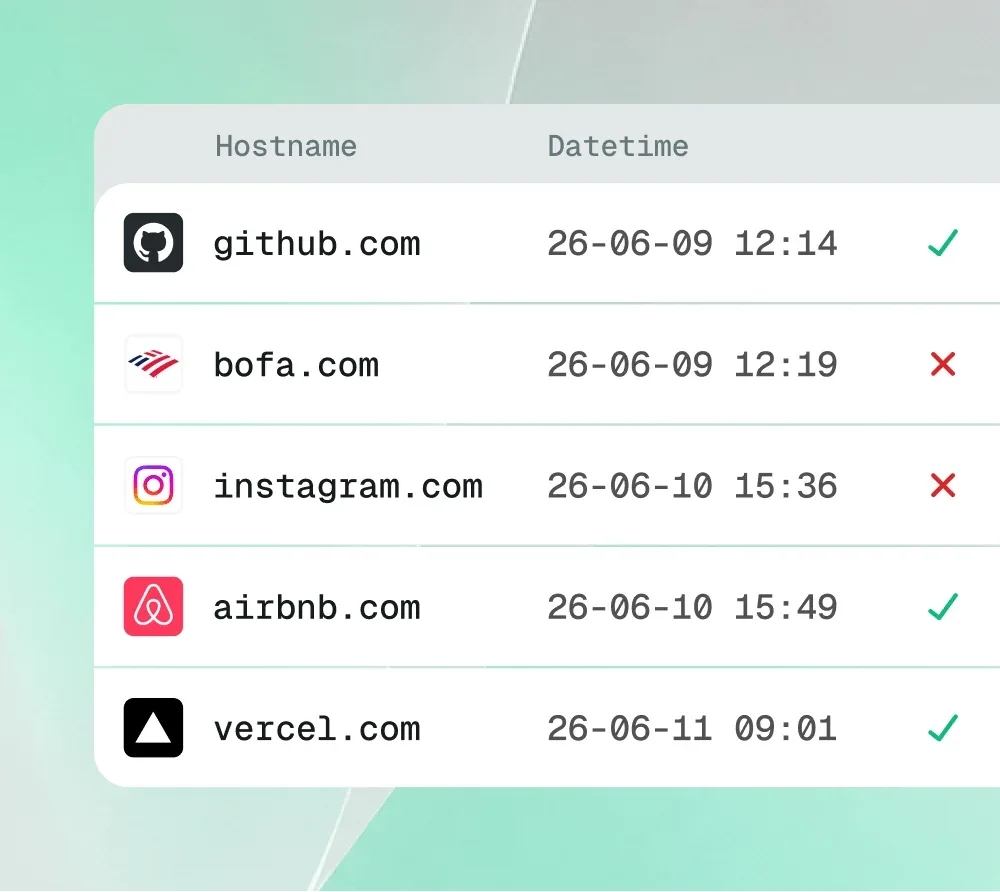 Hostname Datetime
github.com 26-06-09 12:14
bofa.com 26-06-09 12:19
instagram.com 26-06-10 15:36
airbnb.com 26-06-10 15:49
vercel.com 26-06-11 09:01